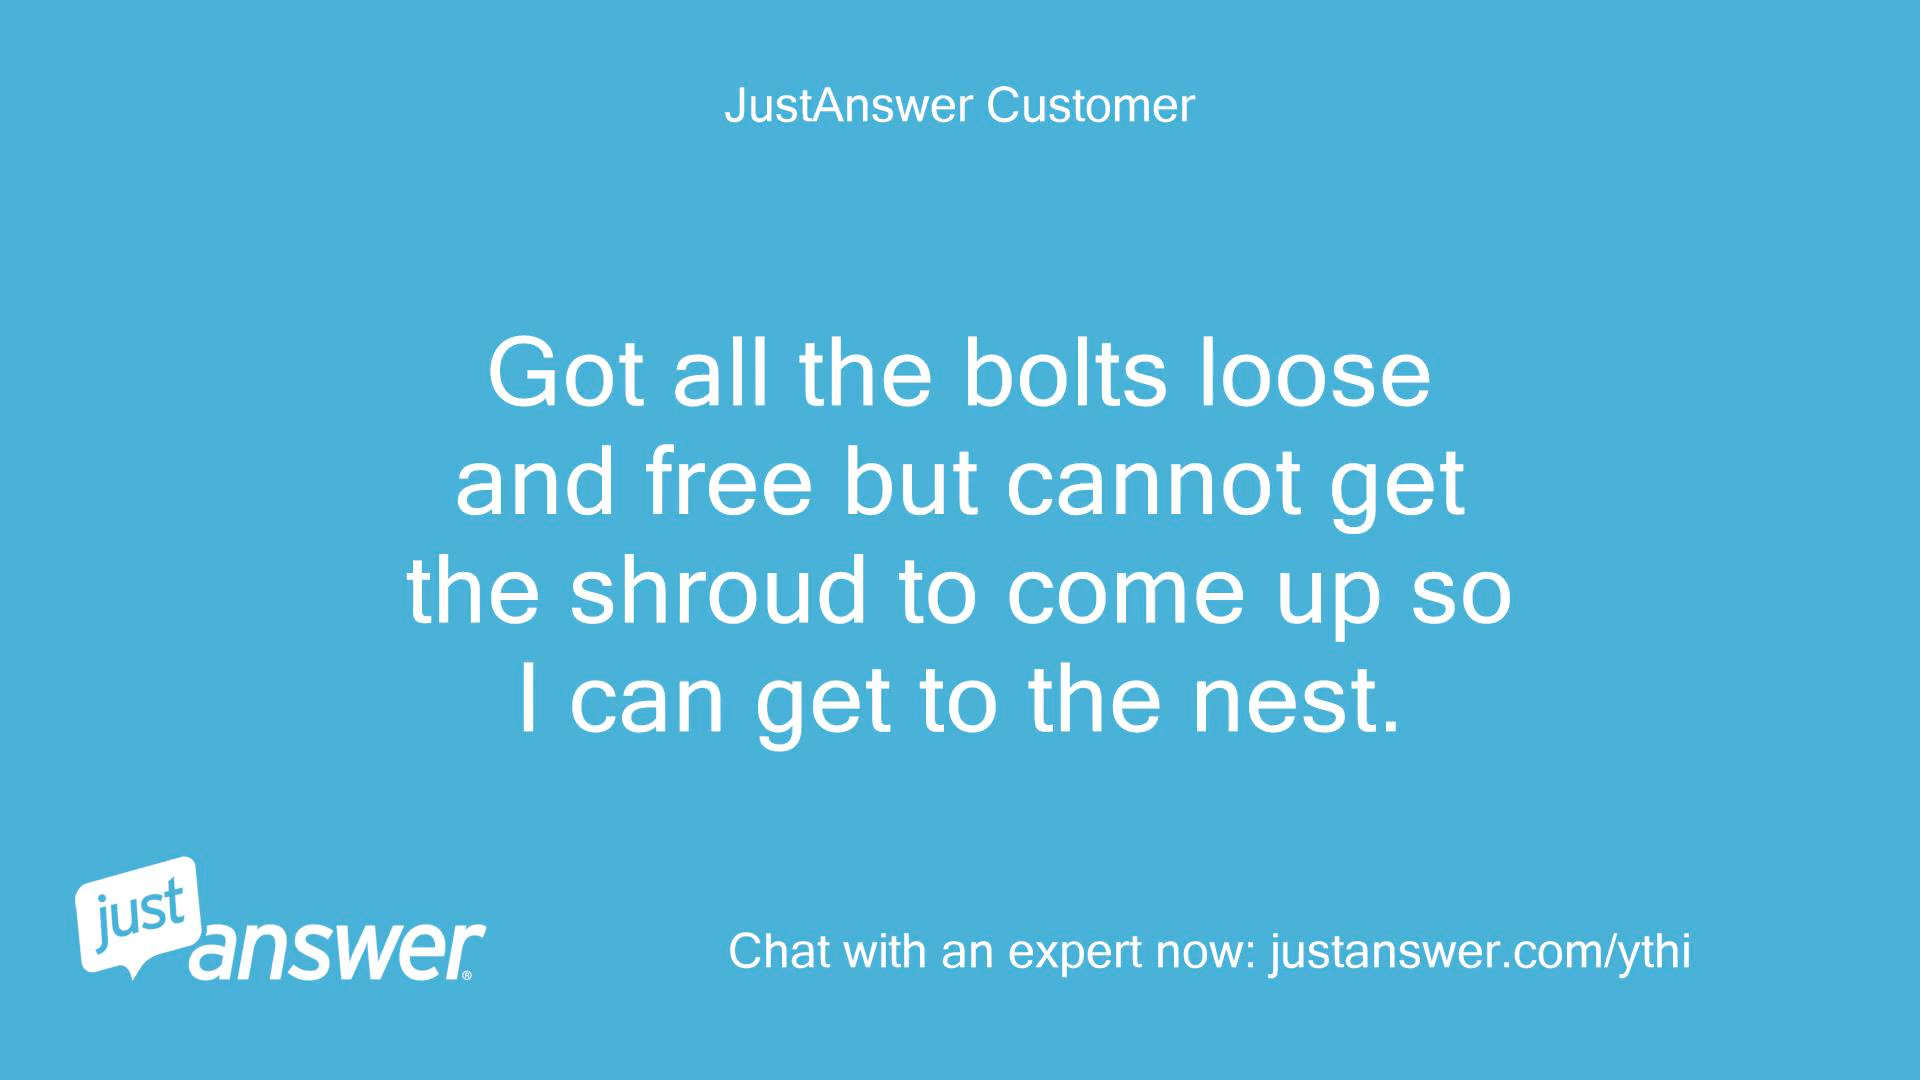 JustAnswer Customer
Got all the bolts loose
and free but cannot get
the shroud to come up so
I can get to the nest.
just
answer®
Chat with an expert now: justanswer.com/ythi